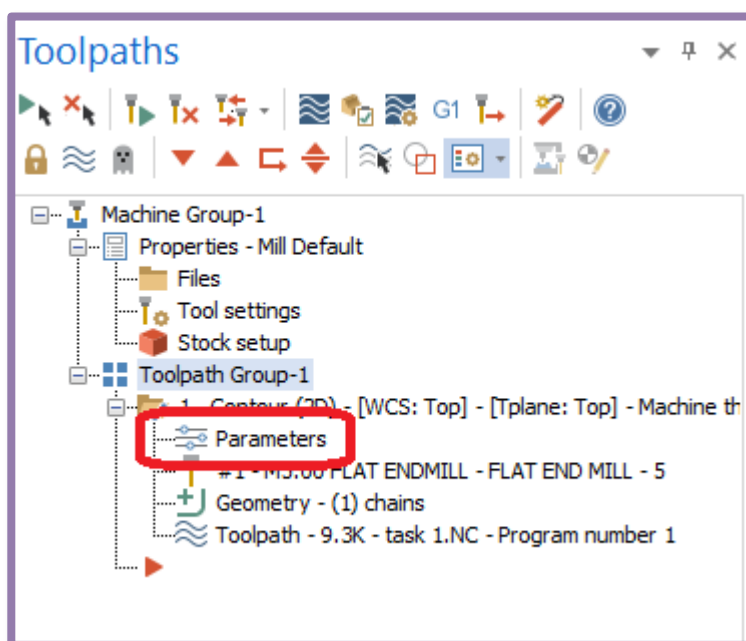 Toolpaths
G1
Machine Group-1
Properties - Mill Default
Files
Tool settings
Stock setup
Toolpath Group-1
1 - Contour (2D) - [WCS: Top] - [Tplane: Top] - Machine th
Parameters
#1 - M5.00 FLAT ENDMILL - FLAT END MILL - 5
Geometry - (1) chains
Toolpath - 9.3K - task 1.NC - Program number 1